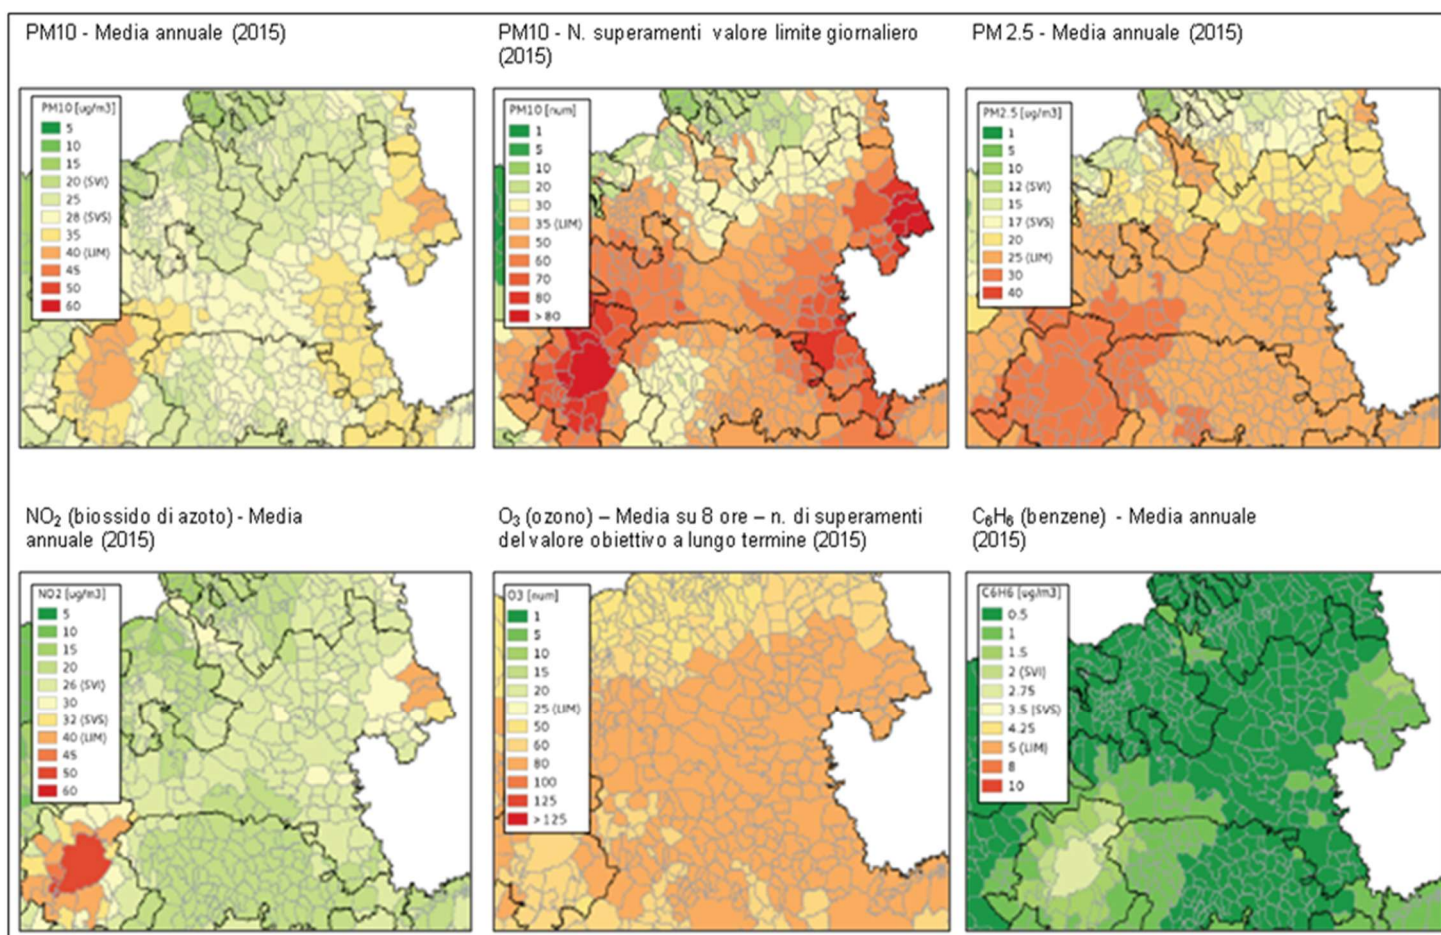 PM10 - Media annuale (2015)
PM10 - N. superamenti valore limite giornaliero
(2015)
PM 2.5 - Media annuale (2015)
PM10 [ug/m3]
5
10
15
20 (SVI)
25
28 (SVS)
35
40 (LIM)
45
50
60
PM10 [num]
1
5
10
20
30
35 (LIM)
50
60
70
80
>80
PM2.5 [ug/m3]
1
5
10
12 (SVI)
15
17 (SVS)
20
25 (LIM)
30
40
NO₂ (biossido di azoto) - Media
annuale (2015)
O₃ (ozono) – Media su 8 ore – n. di superamenti
del valore obiettivo a lungo termine (2015)
C₆H₆ (benzene) - Media annuale
(2015)
NO2 [ug/m3]
5
10
15
20
26 (SVI)
30
32 (SVS)
40 (LIM)
45
50
60
O3 [num]
1
5
10
15
20
25 (LIM)
50
60
80
100
125
>125
C6H6 [ug/m3]
0.5
1
1.5
2 (SVI)
2.75
3.5 (SVS)
4.25
5 (LIM)
8
10